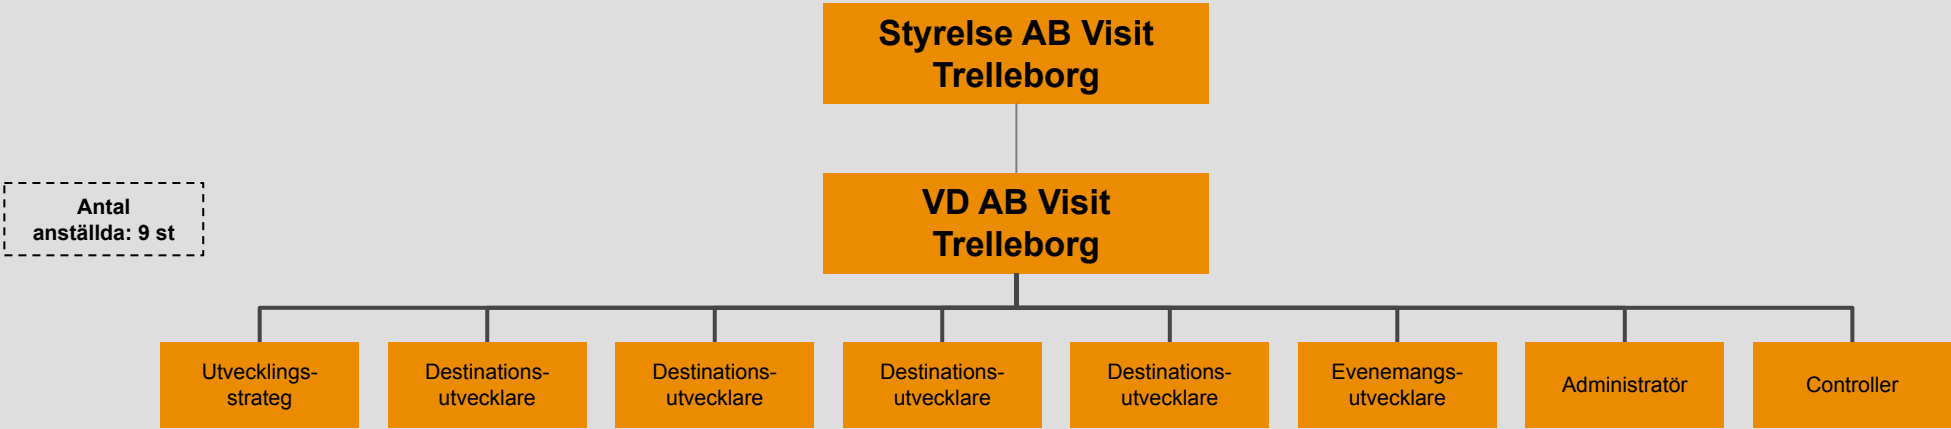 Styrelse AB Visit
Trelleborg
VD AB Visit
Trelleborg
Antal
anställda: 9 st
Utvecklings-
strateg
Destinations-
utvecklare
Destinations-
utvecklare
Destinations-
utvecklare
Destinations-
utvecklare
Evenemangs-
utvecklare
Administratör
Controller